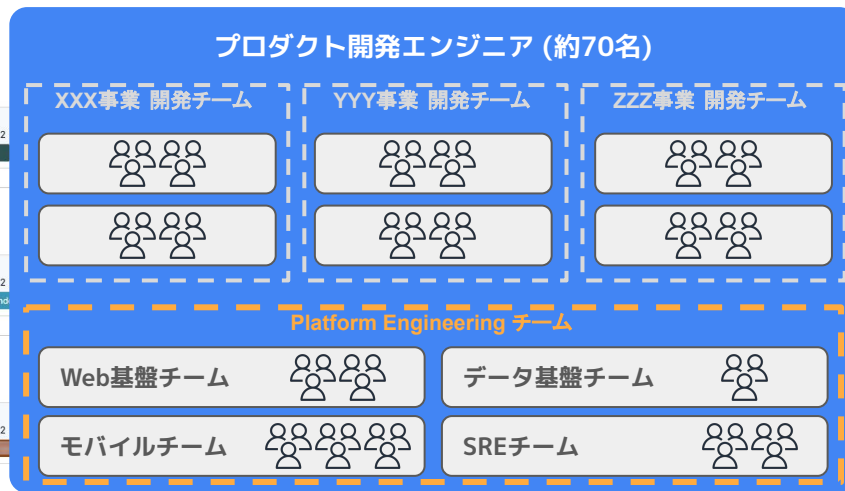 プロダクト開発エンジニア (約70名)
XXX事業 開発チーム
YYY事業 開発チーム
ZZZ事業 開発チーム
Platform Engineering チーム
Web基盤チーム
データ基盤チーム
モバイルチーム
SREチーム